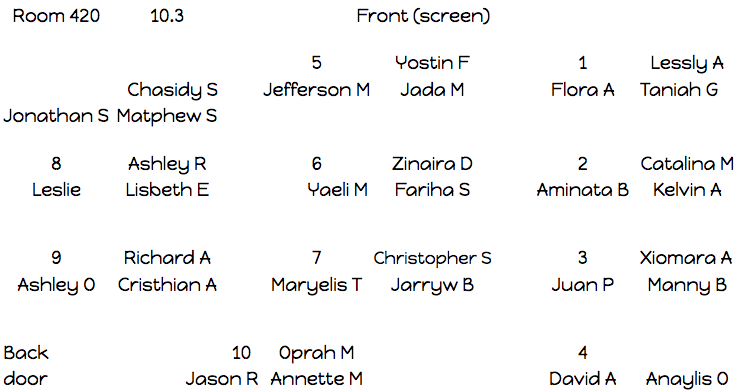 Room 420 10.3 Front (screen)
5 Yostin F 1 Lessly A
Chasidy S Jefferson M Jada M Flora A Taniah G
Jonathan S Matphew S
8 Ashley R 6 Zinaira D 2 Catalina M
Leslie Lisbeth E Yaeli M Fariha S Aminata B Kelvin A
9 Richard A 7 Christopher S 3 Xiomara A
Ashley O Cristhian A Maryelis T Jarryw B Juan P Manny B
Back 10 Oprah M 4
door Jason R Annette M David A Anaylis O